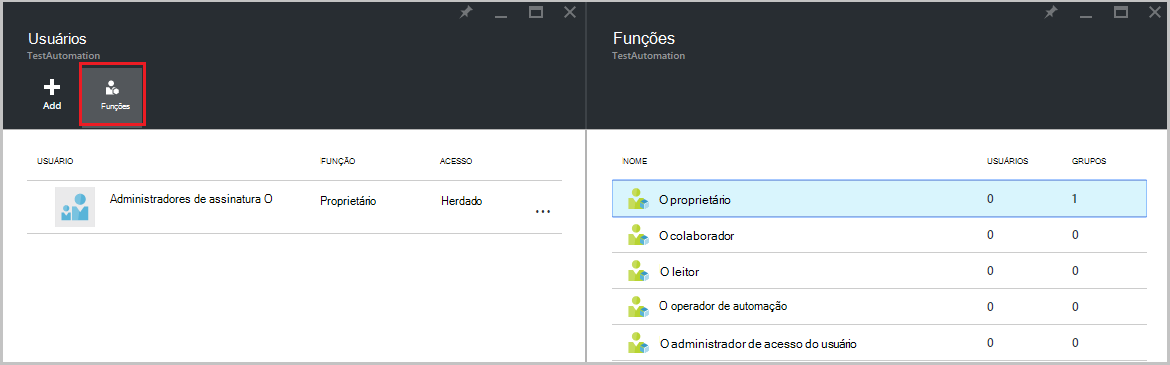 Usuários
TestAutomation
Add
Funções
USUÁRIO FUNÇÃO ACESSO
Administradores de assinatura O Proprietário Herdado
Funções
TestAutomation
NOME USUÁRIOS GRUPOS
O proprietário 0 1
O colaborador 0 0
O leitor 0 0
O operador de automação 0 0
O administrador de acesso do usuário 0 0